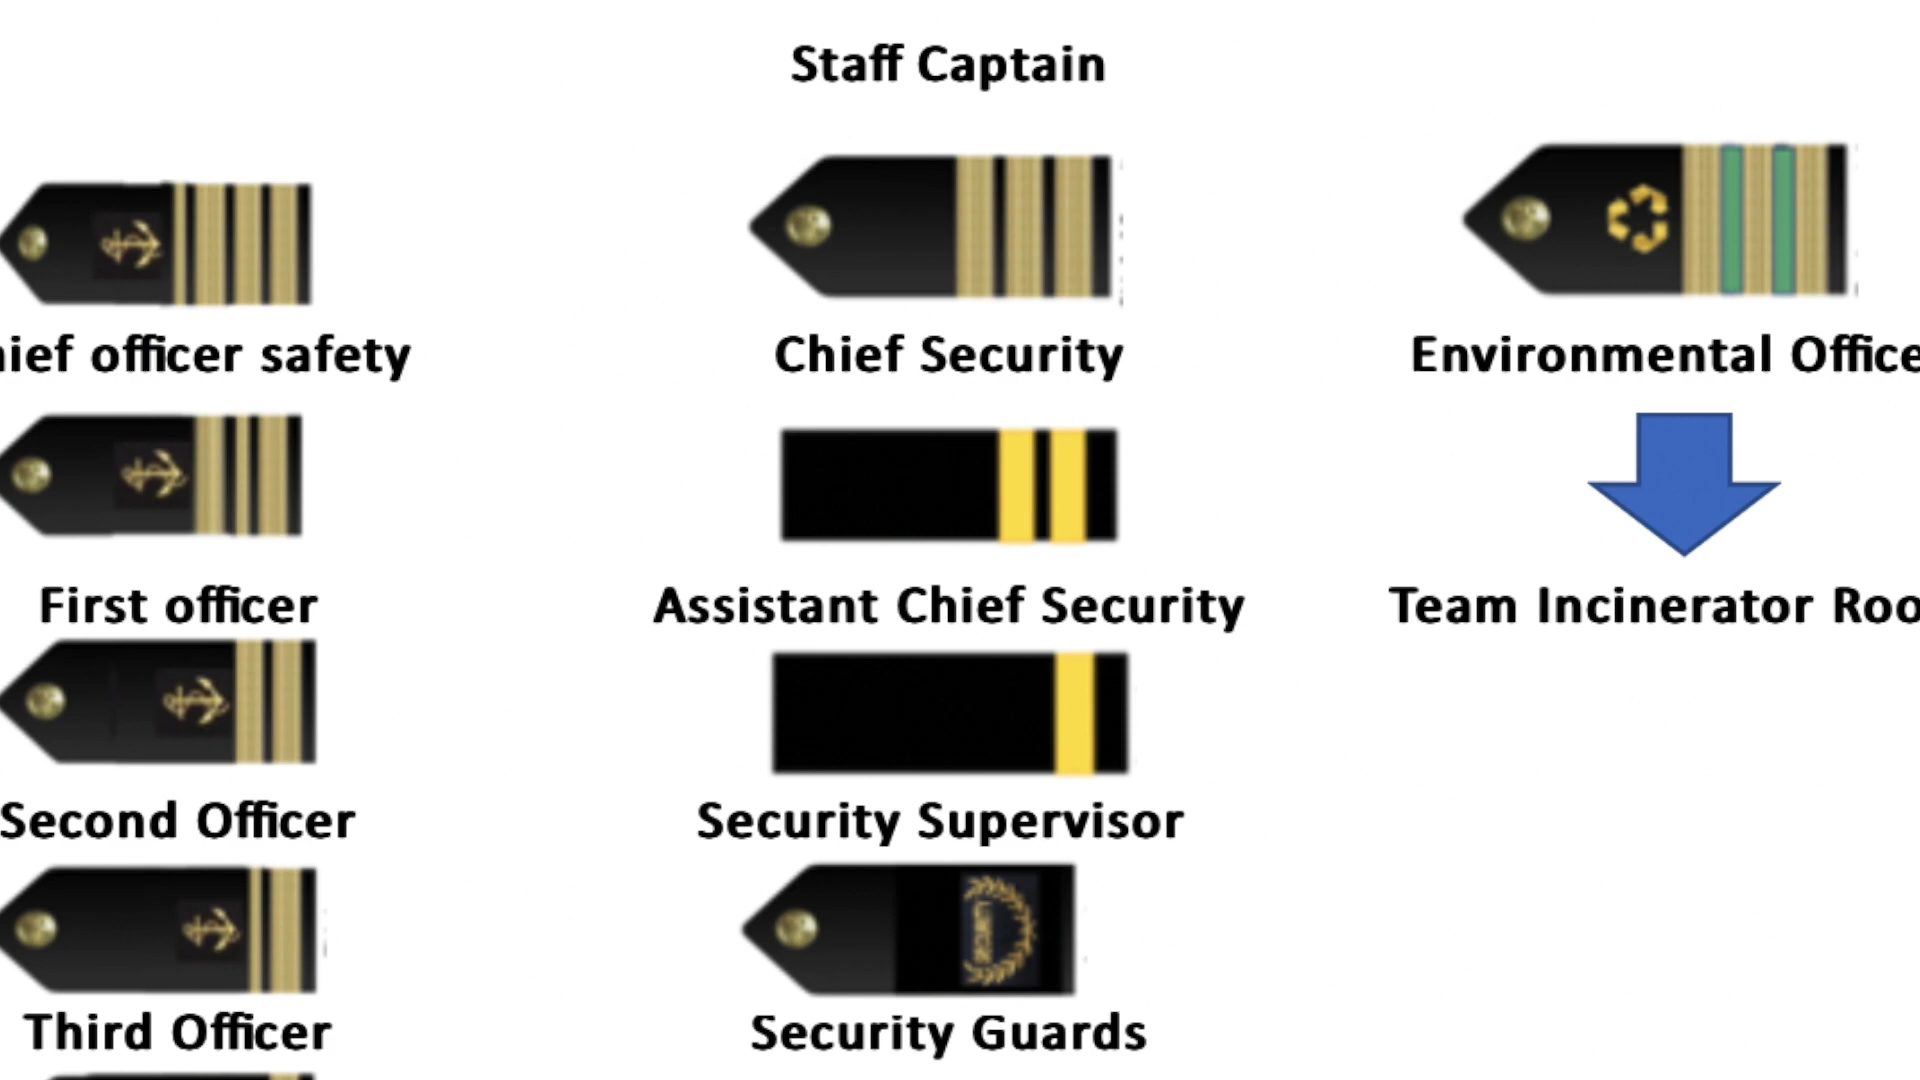 Staff Captain
hief officer safety
Chief Security
Environmental Office
First officer
Assistant Chief Security
Team Incinerator Roo
Second Officer
Security Supervisor
Third Officer
Security Guards